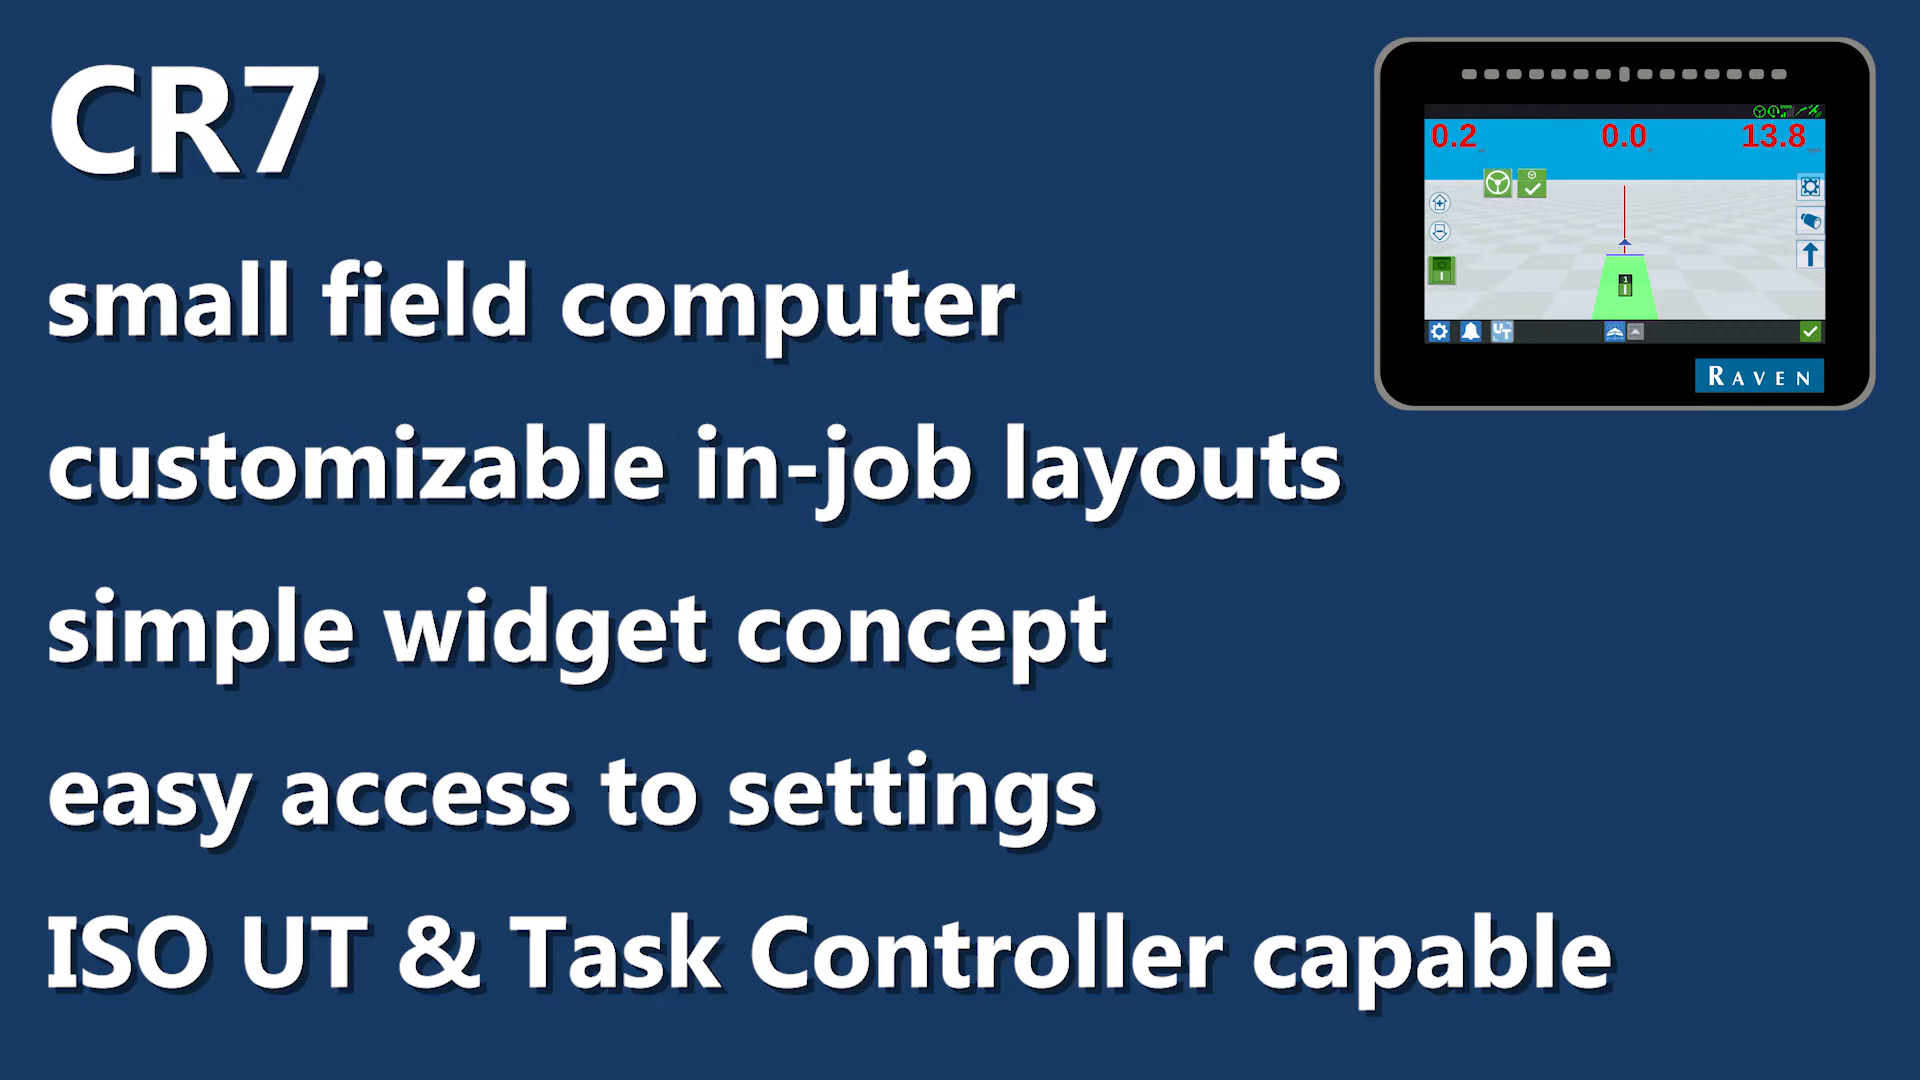 CR7
small field computer
customizable in-job layouts
simple widget concept
easy access to settings
ISO UT & Task Controller capable
0.2 0.0 13.8
UT
RAVEN